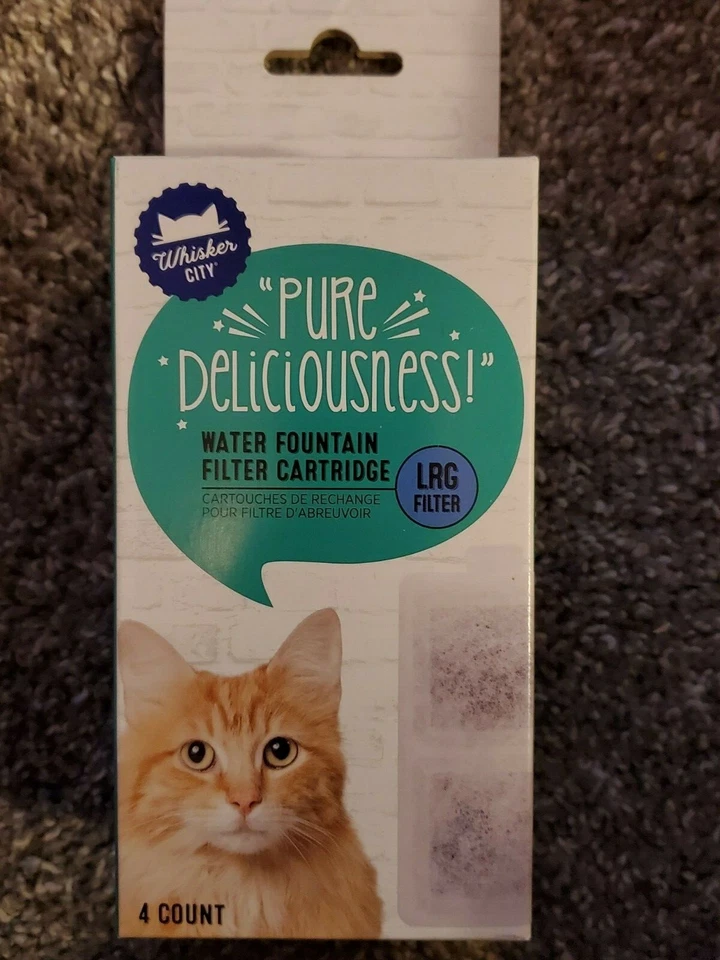 Whisker
CITY®
"PURE
DELICIOUSNESS!"
WATER FOUNTAIN
FILTER CARTRIDGE
LRG
FILTER
CARTOUCHES DE RECHANGE
POUR FILTRE D'ABREUVOIR
4 COUNT